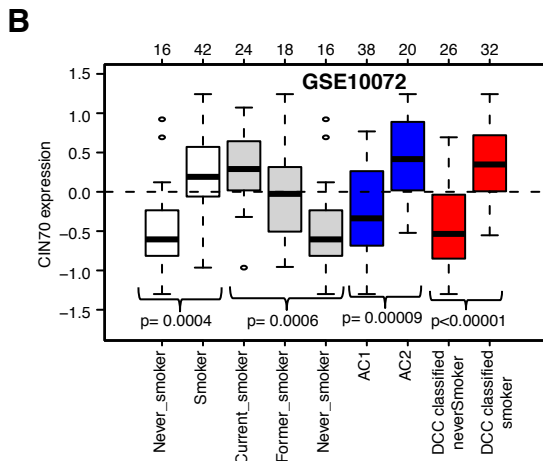 B
16 42 24 18 16 38 20 26 32
GSE10072
CIN70 expression
1.5
1.0
0.5
0.0
−0.5
−1.0
−1.5
p= 0.0004
p= 0.0006
p= 0.00009
p<0.00001
Never_smoker
Smoker
Current_smoker
Former_smoker
Never_smoker
AC1
AC2
DCC classified
neverSmoker
DCC classified
smoker